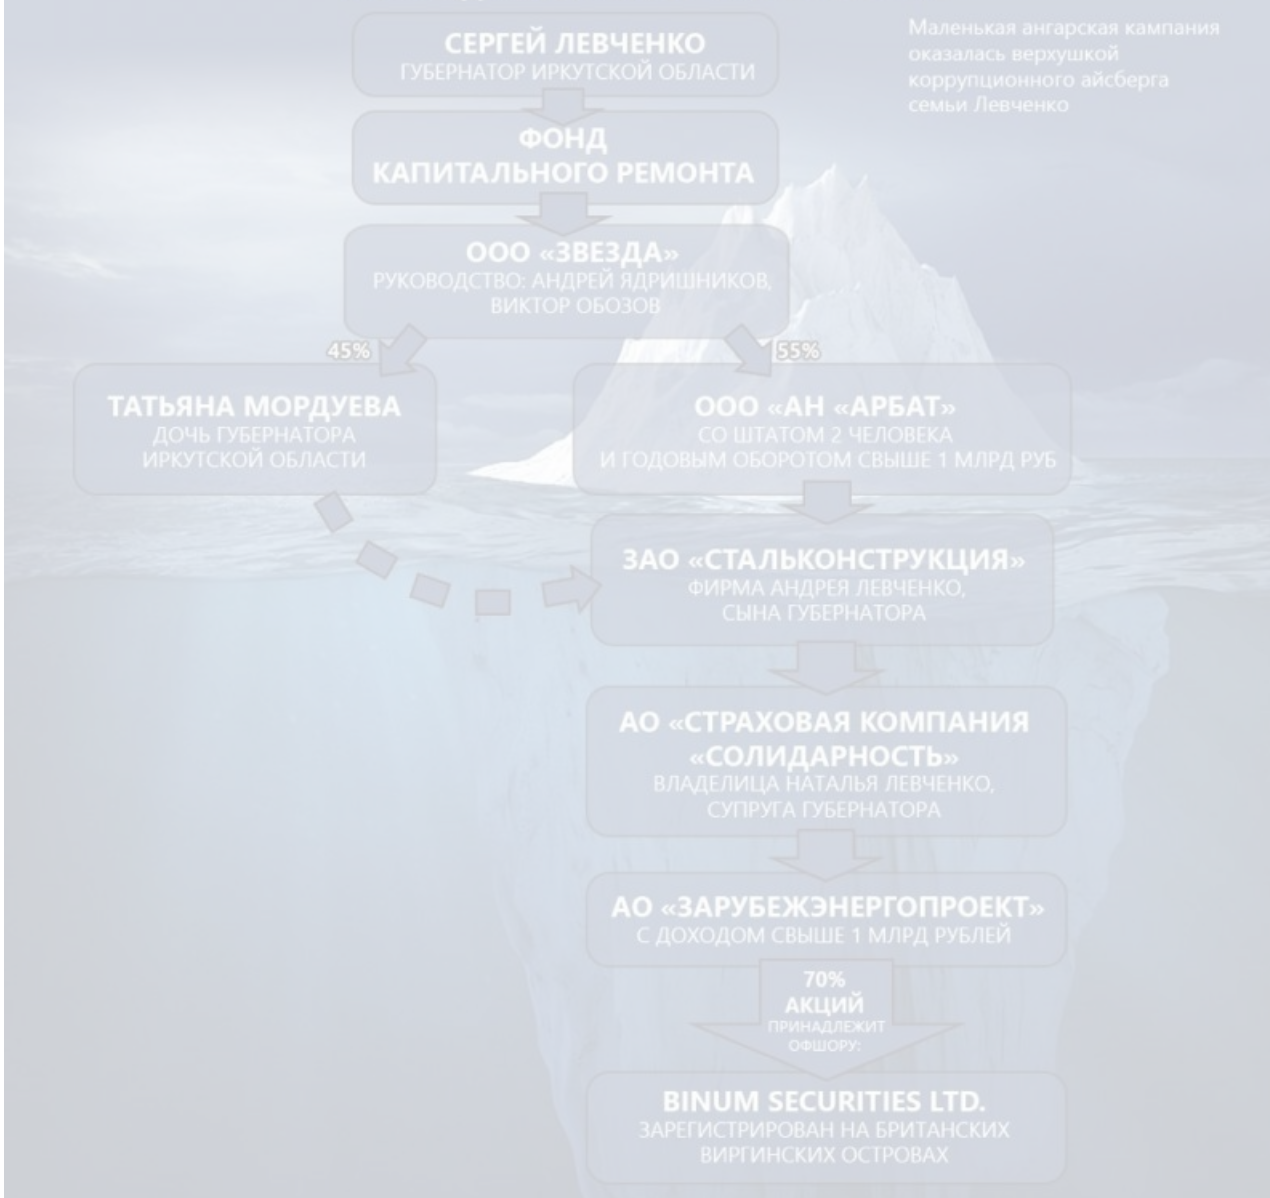 СЕРГЕЙ ЛЕВЧЕНКО
ГУБЕРНАТОР ИРКУТСКОЙ ОБЛАСТИ
Маленькая ангарская кампания
оказалась верхушкой
коррупционного айсберга
семьи Левченко
ФОНД
КАПИТАЛЬНОГО РЕМОНТА
ООО «ЗВЕЗДА»
РУКОВОДСТВО: АНДРЕЙ ЯДРИШНИКОВ,
ВИКТОР ОБОЗОВ
45%
55%
ТАТЬЯНА МОРДУЕВА
ДОЧЬ ГУБЕРНАТОРА
ИРКУТСКОЙ ОБЛАСТИ
ООО «АН «АРБАТ»
СО ШТАТОМ 2 ЧЕЛОВЕКА
И ГОДОВЫМ ОБОРОТОМ СВЫШЕ 1 МЛРД РУБ
ЗАО «СТАЛЬКОНСТРУКЦИЯ»
ФИРМА АНДРЕЯ ЛЕВЧЕНКО,
СЫНА ГУБЕРНАТОРА
АО «СТРАХОВАЯ КОМПАНИЯ
«СОЛИДАРНОСТЬ»
ВЛАДЕЛИЦА НАТАЛЬЯ ЛЕВЧЕНКО,
СУПРУГА ГУБЕРНАТОРА
АО «ЗАРУБЕЖЭНЕРГОПРОЕКТ»
С ДОХОДОМ СВЫШЕ 1 МЛРД РУБЛЕЙ
70%
АКЦИЙ
ПРИНАДЛЕЖИТ
ОФШОРУ:
BINUM SECURITIES LTD.
ЗАРЕГИСТРИРОВАН НА БРИТАНСКИХ
ВИРГИНСКИХ ОСТРОВАХ